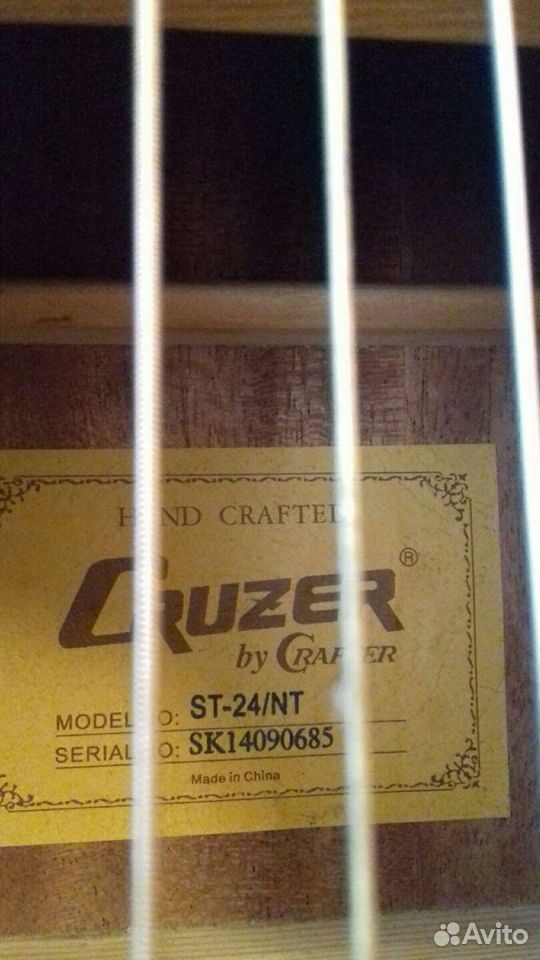 HAND CRAFTED
CRUZER ®
by CRAFTER
MODEL NO: ST-24/NT
SERIAL NO: SK14090685
Made in China
Avito